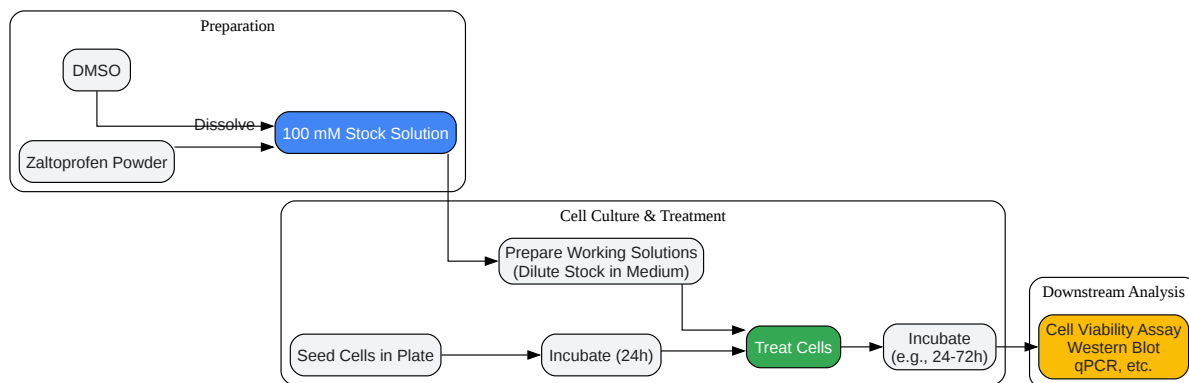 Preparation
DMSO
Dissolve
100 mM Stock Solution
Zaltoprofen Powder
Cell Culture & Treatment
Prepare Working Solutions
(Dilute Stock in Medium)
Seed Cells in Plate
Incubate (24h)
Treat Cells
Incubate
(e.g., 24-72h)
Downstream Analysis
Cell Viability Assay
Western Blot
qPCR, etc.